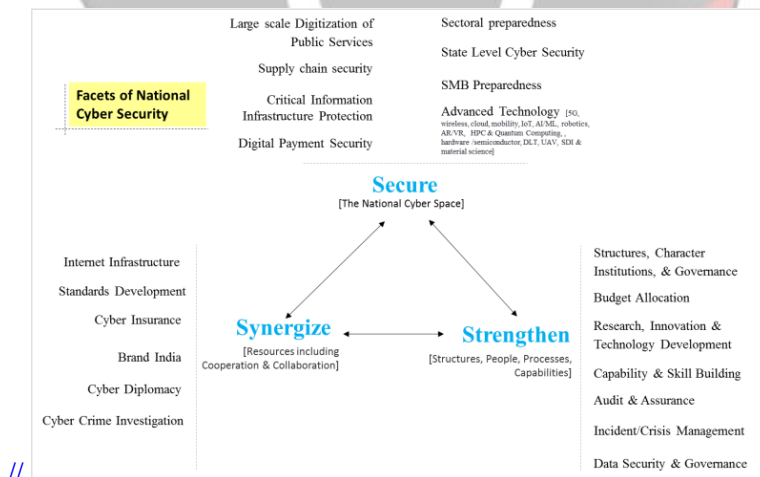 Facets of National
Cyber Security
Large scale Digitization of
Public Services
Supply chain security
Critical Information
Infrastructure Protection
Digital Payment Security
Sectoral preparedness
State Level Cyber Security
SMB Preparedness
Advanced Technology [5G,
wireless, cloud, mobility, IoT, AI/ML, robotics,
AR/VR, HPC & Quantum Computing, ,
hardware /semiconductor, DLT, UAV, SDI &
material science]
Secure
[The National Cyber Space]
Internet Infrastructure
Standards Development
Cyber Insurance
Brand India
Cyber Diplomacy
Cyber Crime Investigation
Synergize
[Resources including
Cooperation & Collaboration]
Strengthen
[Structures, People, Processes,
Capabilities]
Structures, Character
Institutions, & Governance
Budget Allocation
Research, Innovation &
Technology Development
Capability & Skill Building
Audit & Assurance
Incident/Crisis Management
Data Security & Governance
//